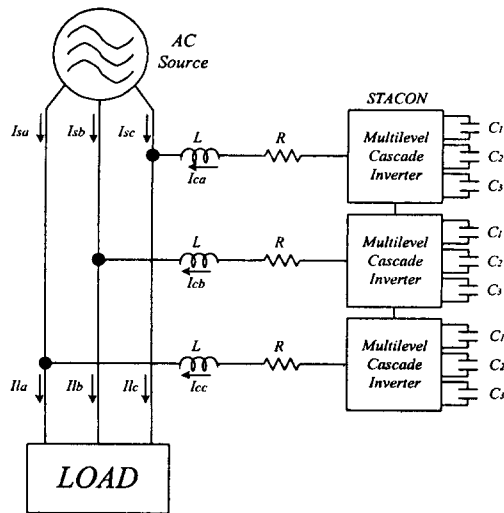 AC
Source
Isa
Isb
Isc
L
R
Ica
STACON
Multilevel
Cascade
Inverter
C1
C2
C3
L
R
Icb
Multilevel
Cascade
Inverter
C1
C2
C3
L
R
Icc
Multilevel
Cascade
Inverter
C1
C2
C3
Ila
Ilb
Ilc
LOAD